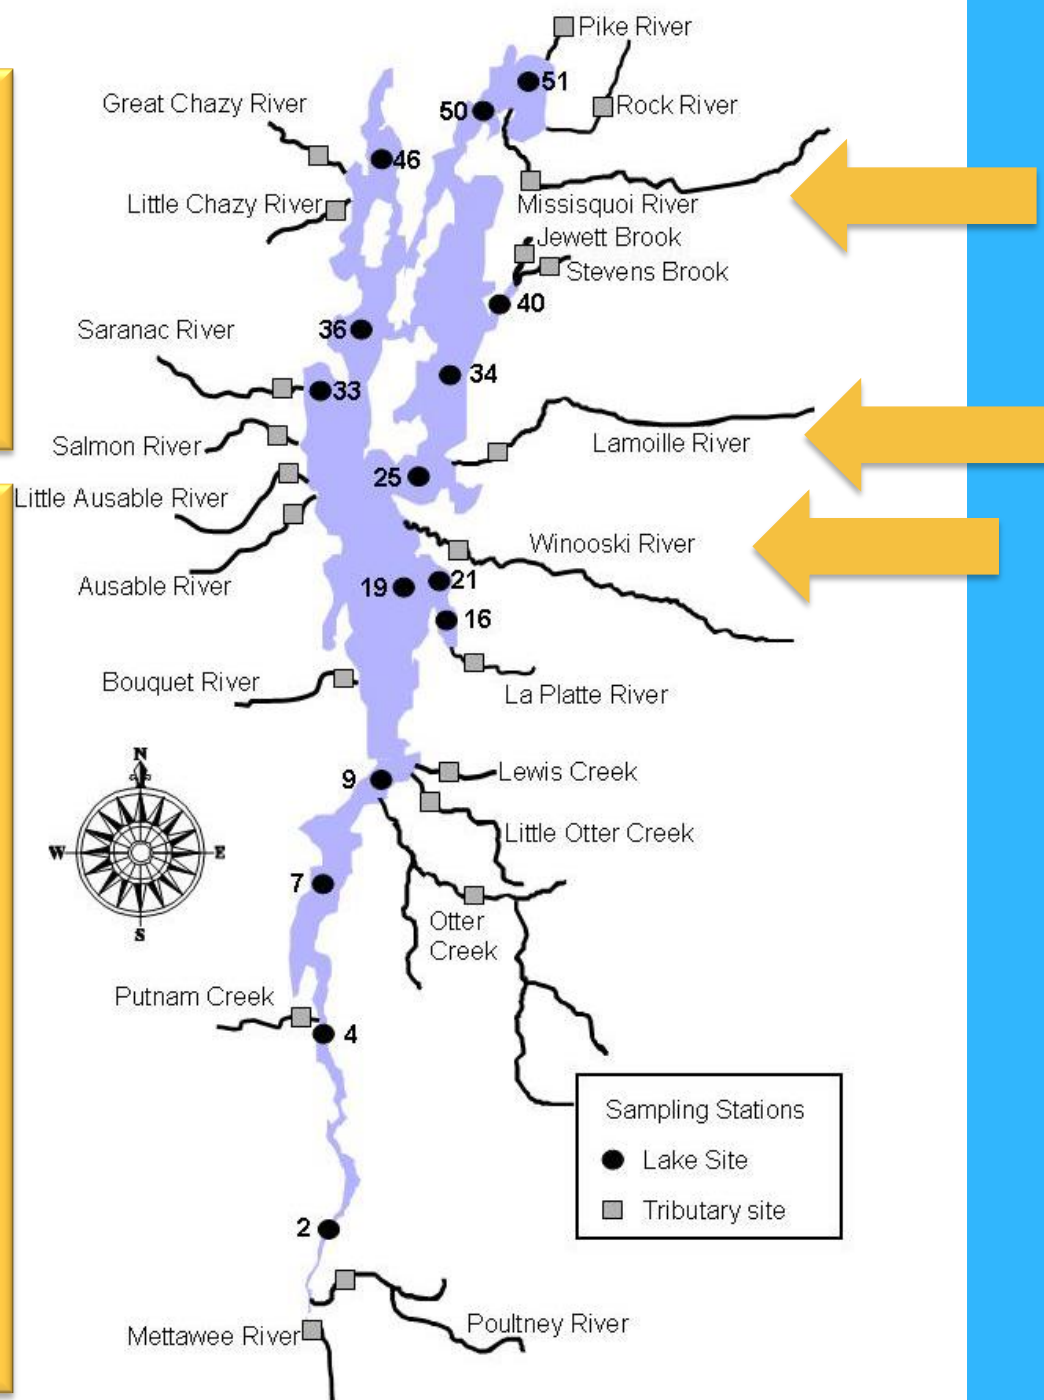 Pike River
51
Great Chazy River
50
Rock River
46
Little Chazy River
Missisquoi River
Jewett Brook
Stevens Brook
40
Saranac River
36
34
33
Salmon River
Lamoille River
25
Little Ausable River
Winooski River
Ausable River
19
21
16
Bouquet River
La Platte River
N
W
E
S
9
Lewis Creek
Little Otter Creek
7
Otter
Creek
Putnam Creek
4
Sampling Stations
Lake Site
Tributary site
2
Poultney River
Mettawee River